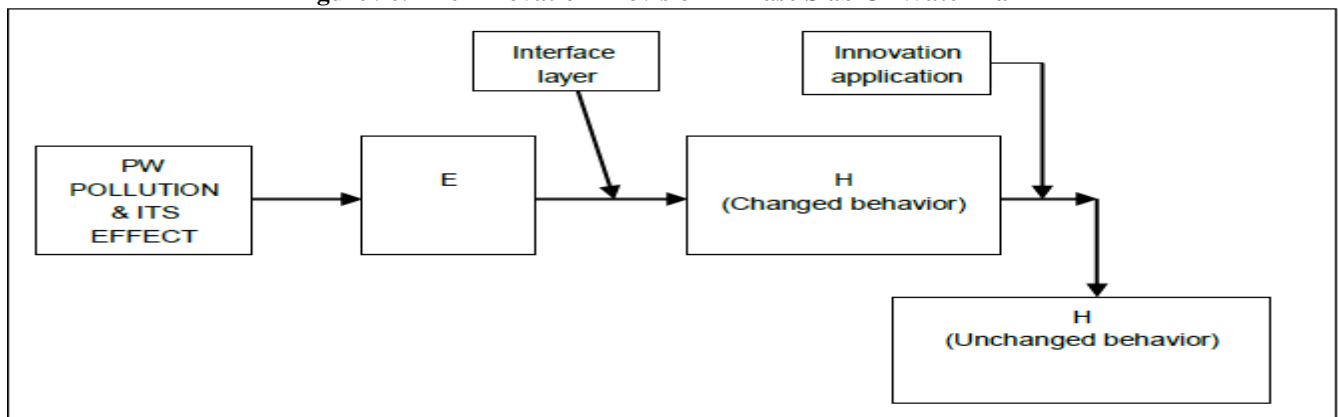 Interface
layer
Innovation
application
PW
POLLUTION
& ITS
EFFECT
E
H
(Changed behavior)
H
(Unchanged behavior)